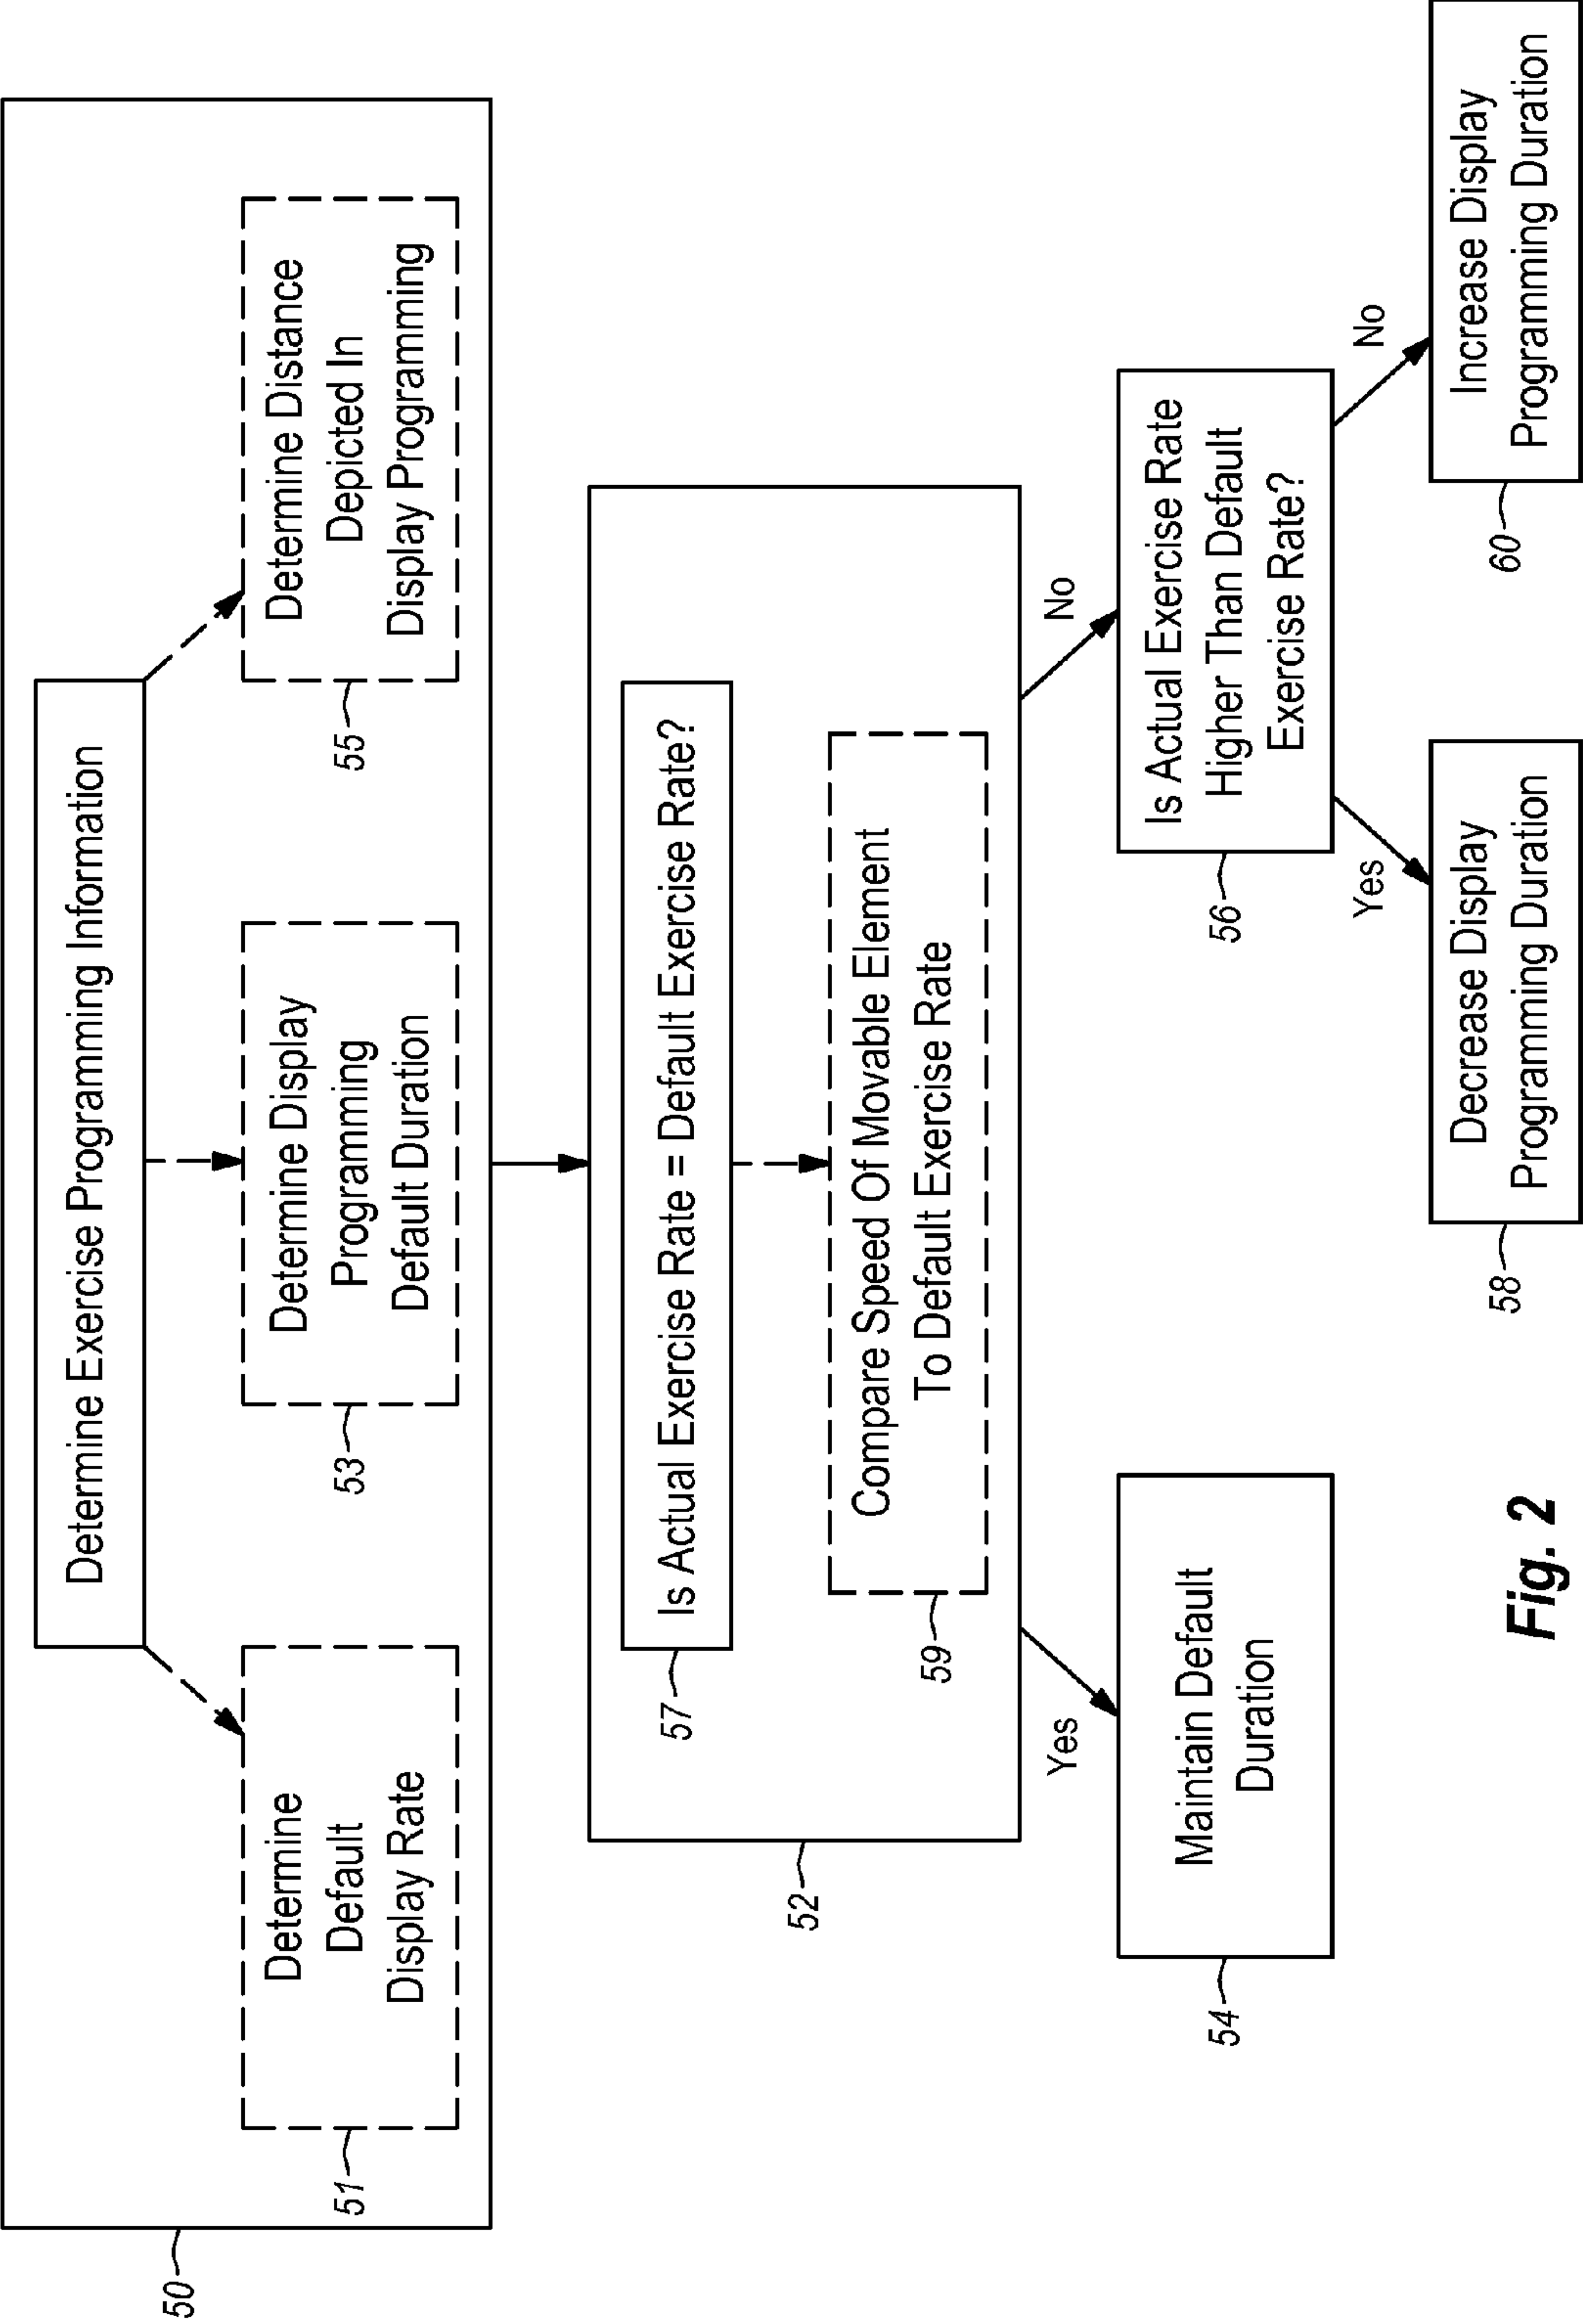 50
Determine Exercise Programming Information
51
Determine
Default
Display Rate
53
Determine Display
Programming
Default Duration
55
Determine Distance
Depicted In
Display Programming
52
57
Is Actual Exercise Rate = Default Exercise Rate?
59
Compare Speed Of Movable Element
To Default Exercise Rate
Yes
No
54
Maintain Default
Duration
56
Is Actual Exercise Rate
Higher Than Default
Exercise Rate?
Yes
No
58
Decrease Display
Programming Duration
60
Increase Display
Programming Duration
Fig. 2